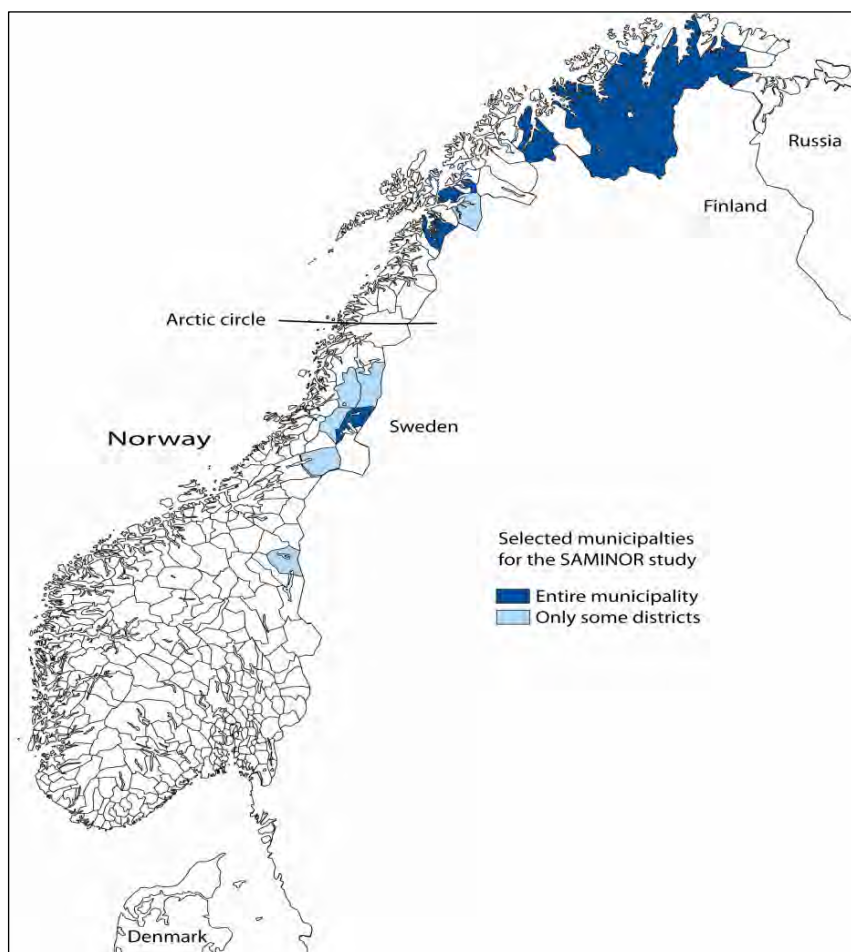 Russia
Finland
Arctic circle
Sweden
Norway
Selected municipalties
for the SAMINOR study
Entire municipality
Only some districts
Denmark